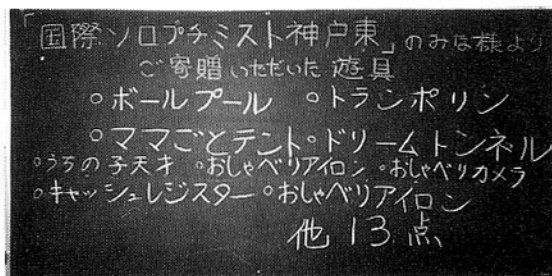 「国際ソロプチミスト神戸東」のみな様より
ご寄贈いただいた遊具
○ボールプール ○トランポリン
○ママごとテント○ドリームトンネル
○うちの子天才 ○おしゃべりアイロン ○おしゃべりカメラ
○キャッシュレジスター○おしゃべりアイロン
他13点